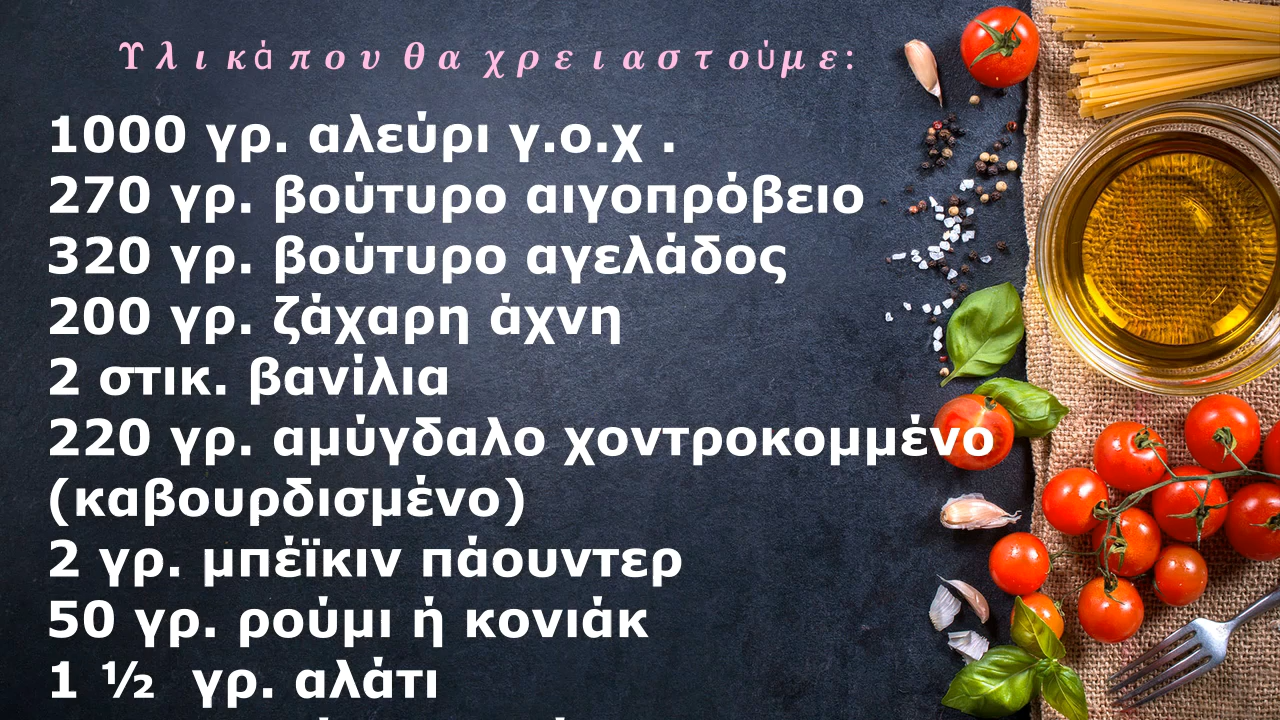 Υλικά που θα χρειαστούμε:
1000 γρ. αλεύρι γ.ο.χ .
270 γρ. βούτυρο αιγοπρόβειο
320 γρ. βούτυρο αγελάδος
200 γρ. ζάχαρη άχνη
2 στικ. βανίλια
220 γρ. αμύγδαλο χοντροκομμένο
(καβουρδισμένο)
2 γρ. μπέϊκιν πάουντερ
50 γρ. ρούμι ή κονιάκ
1 ½  γρ. αλάτι